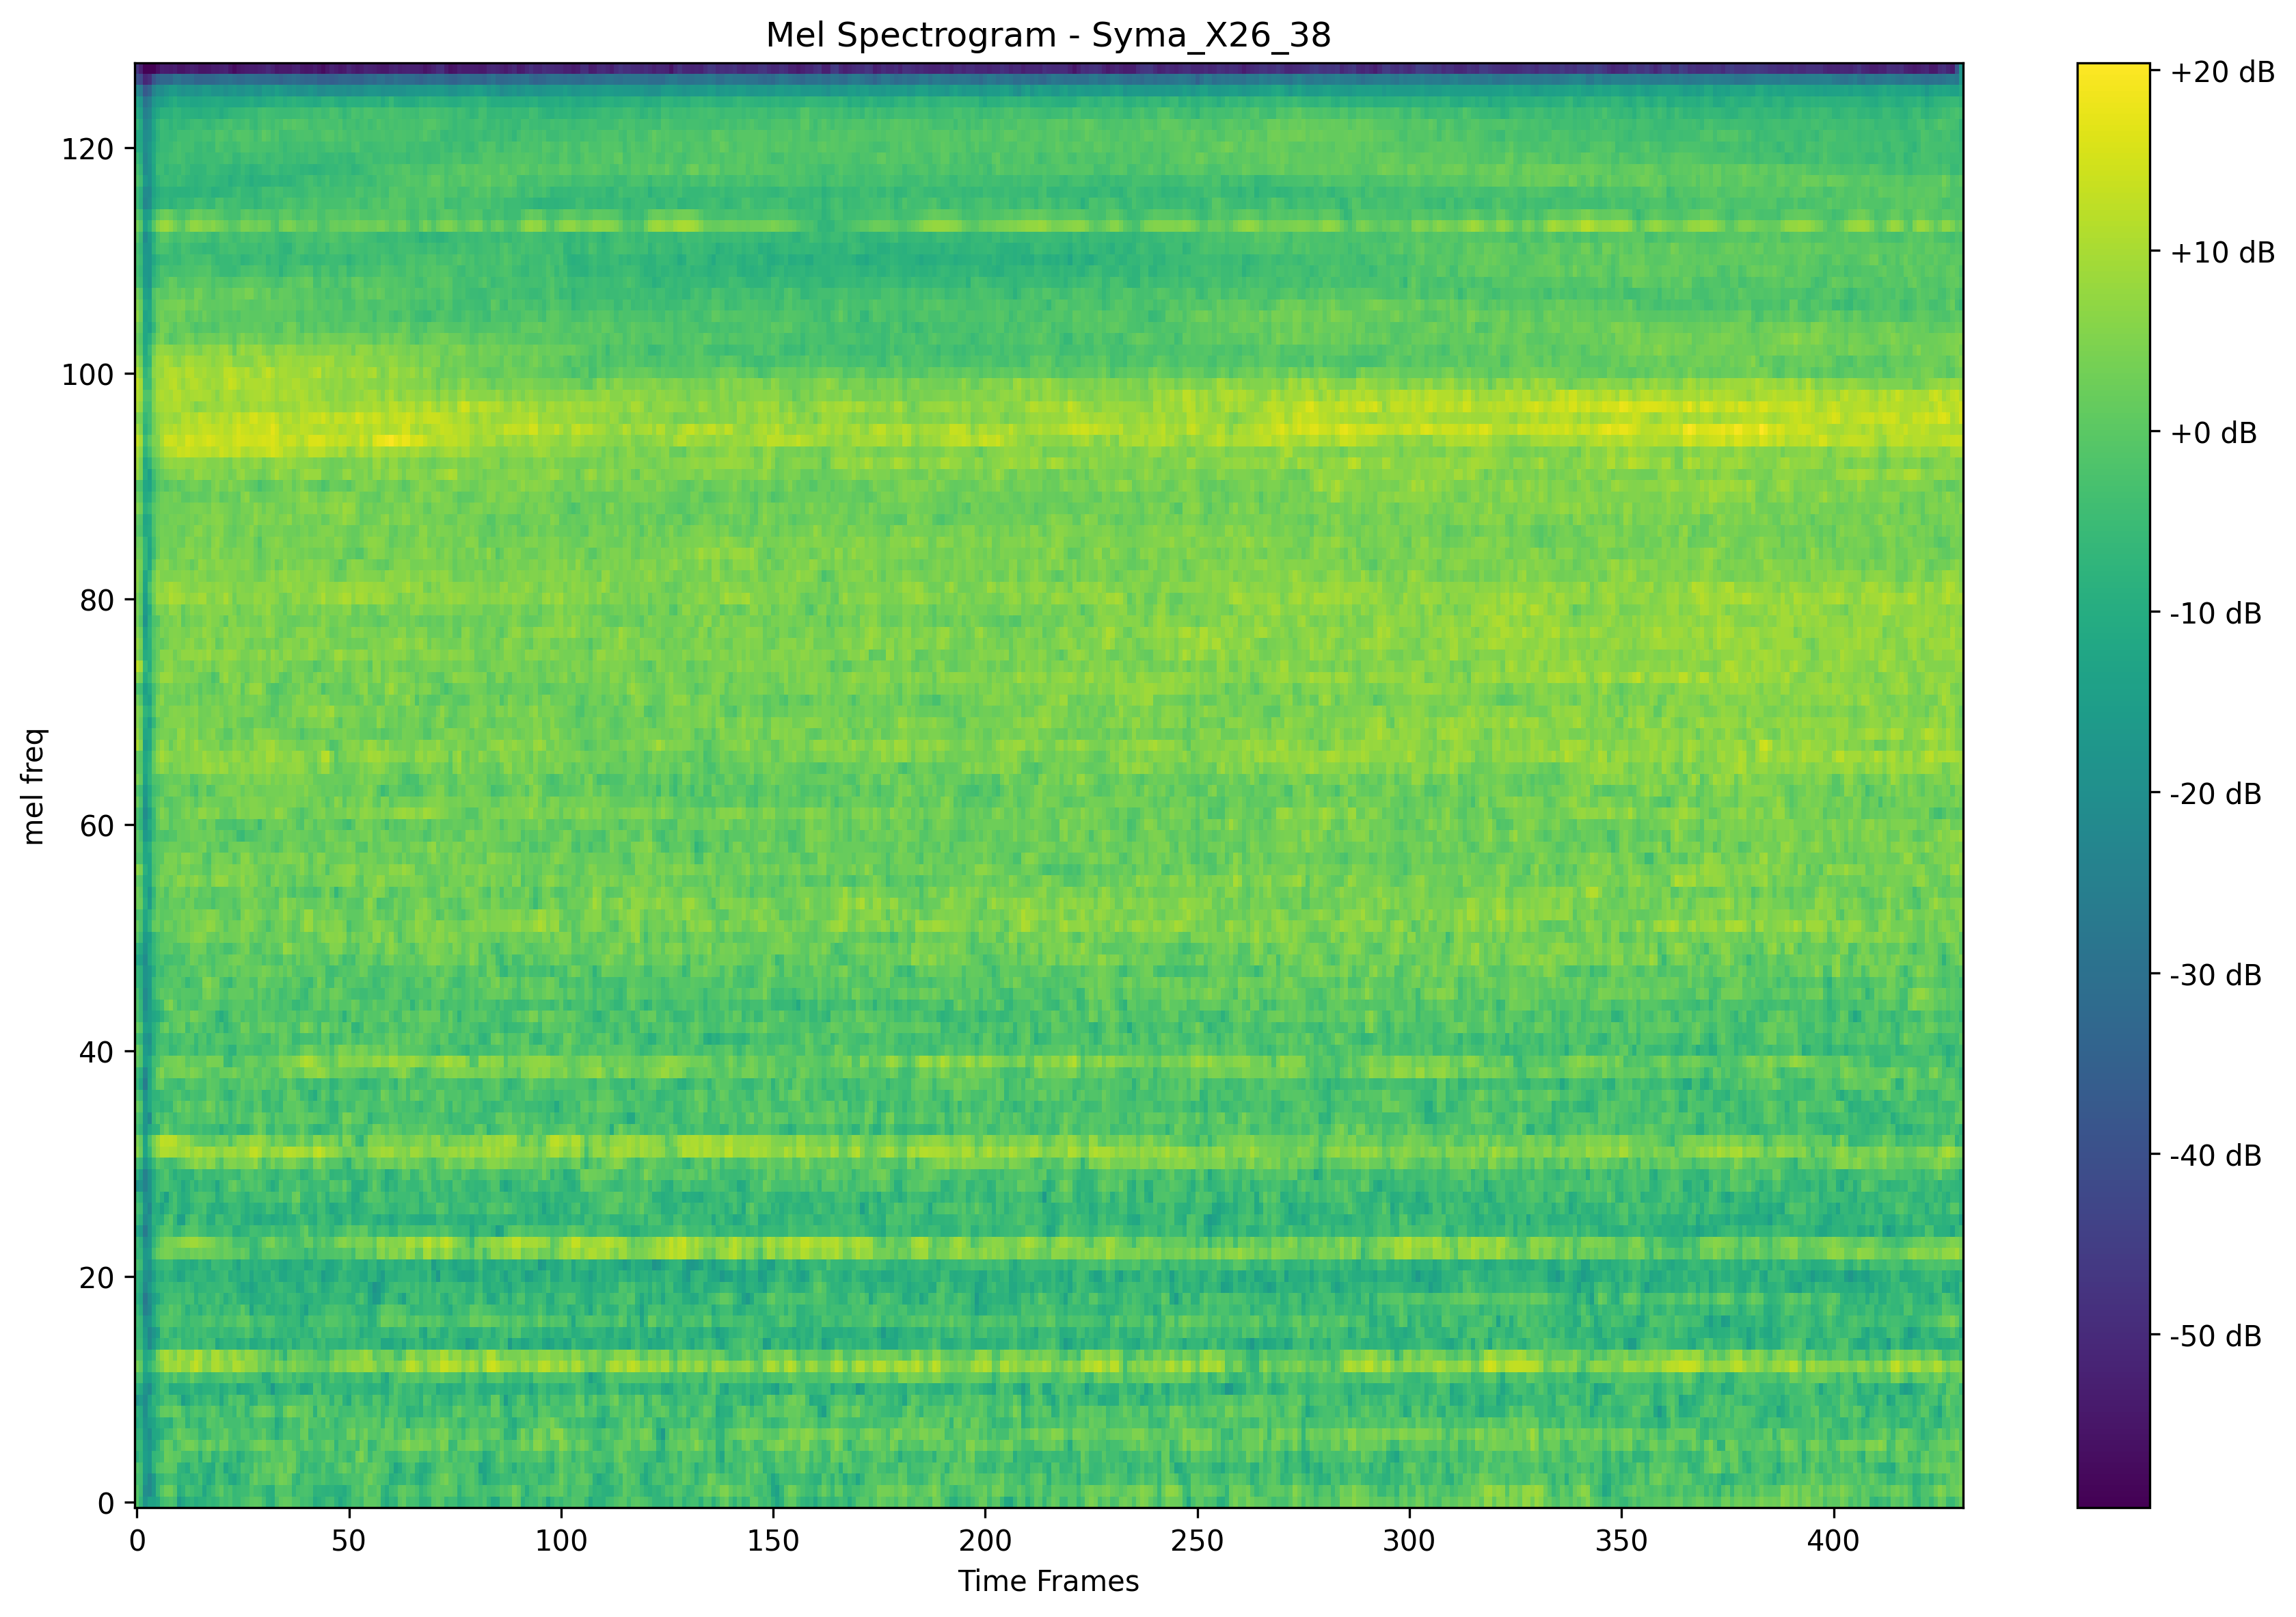 Mel Spectrogram - Syma_X26_38
mel freq
120
100
80
60
40
20
0
0 50 100 150 200 250 300 350 400
Time Frames
+20 dB
+10 dB
+0 dB
-10 dB
-20 dB
-30 dB
-40 dB
-50 dB